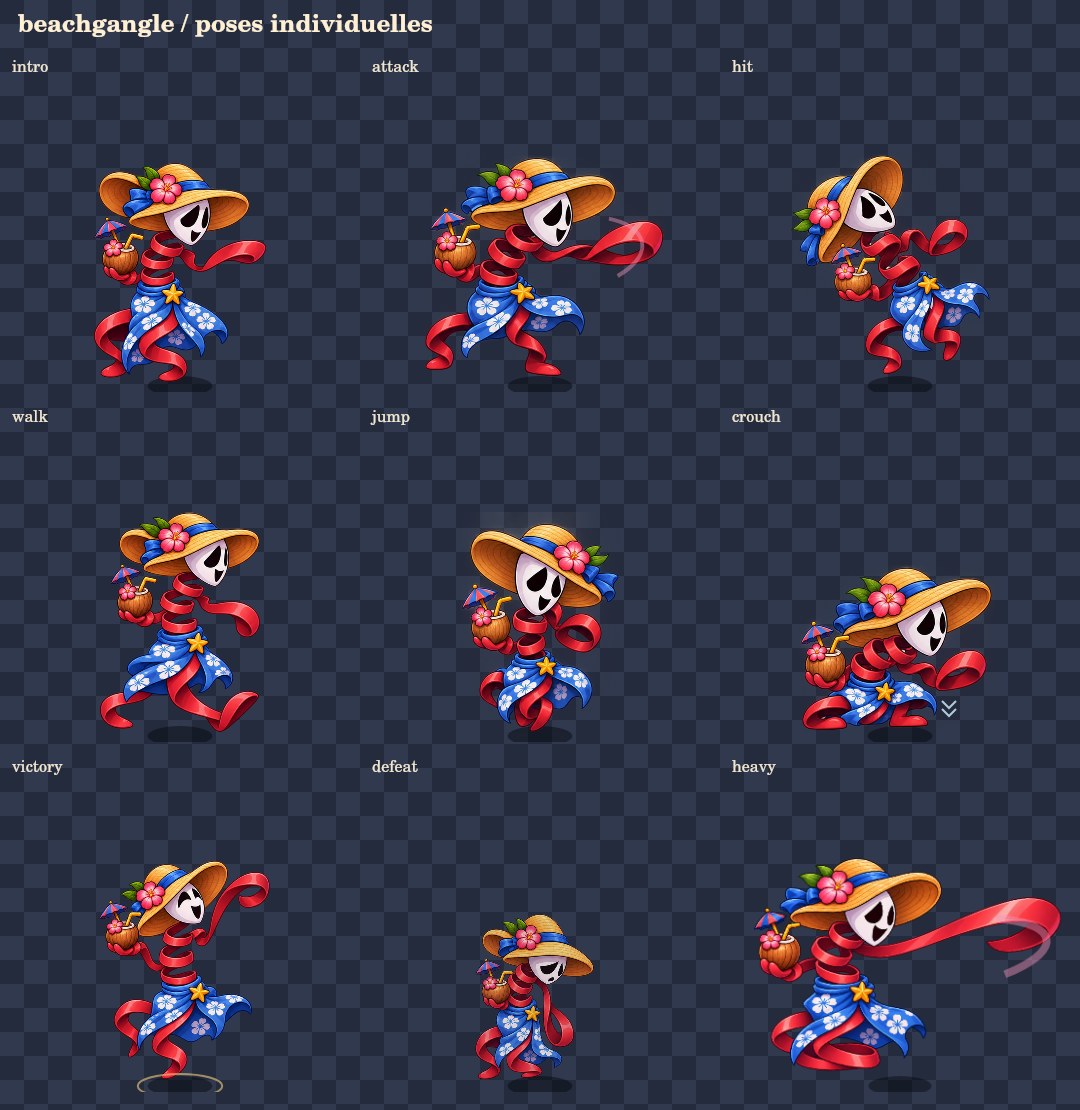 beachgangle / poses individuelles
intro
attack
hit
walk
jump
crouch
victory
defeat
heavy